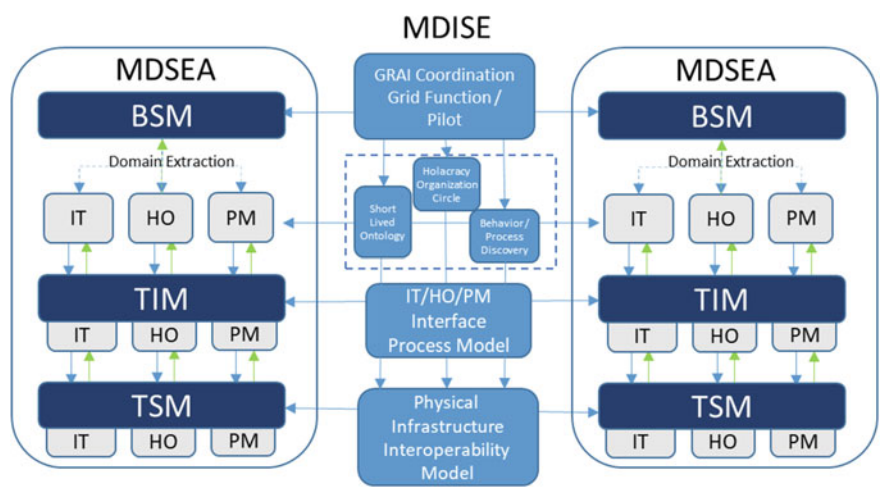 MDISE
MDSEA
BSM
Domain Extraction
IT
HO
PM
TIM
IT
HO
PM
TSM
IT
HO
PM
GRAI Coordination
Grid Function /
Pilot
Short
Lived
Ontology
Holacracy
Organization
Circle
Behavior/
Process
Discovery
IT/HO/PM
Interface
Process Model
Physical
Infrastructure
Interoperability
Model
MDSEA
BSM
Domain Extraction
IT
HO
PM
TIM
IT
HO
PM
TSM
IT
HO
PM